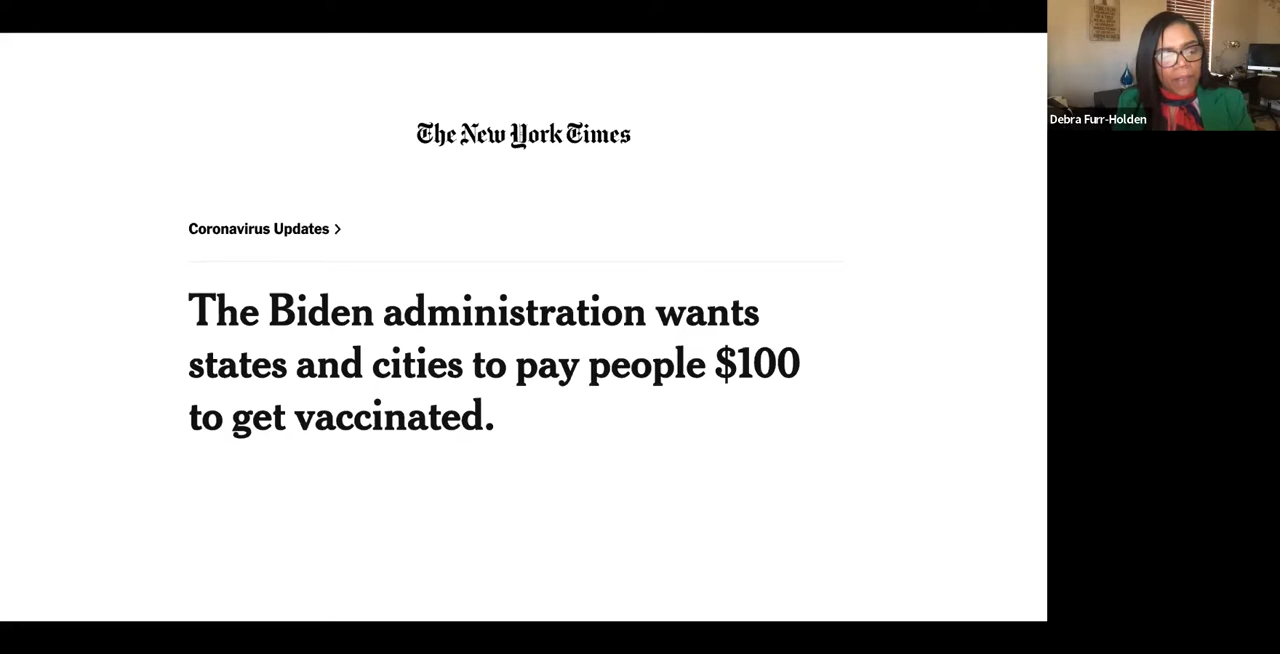 The New York Times
Coronavirus Updates >
The Biden administration wants
states and cities to pay people $100
to get vaccinated.
Debra Furr-Holden